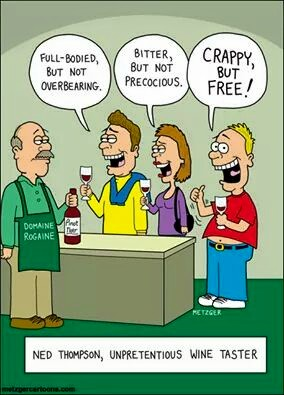 FULL-BODIED,
BUT NOT
OVERBEARING.
BITTER,
BUT NOT
PRECOCIOUS.
CRAPPY,
BUT
FREE!
DOMAINE
ROGAINE
Pinot
METZGER
NED THOMPSON, UNPRETENTIOUS WINE TASTER
metzgercartoons.com